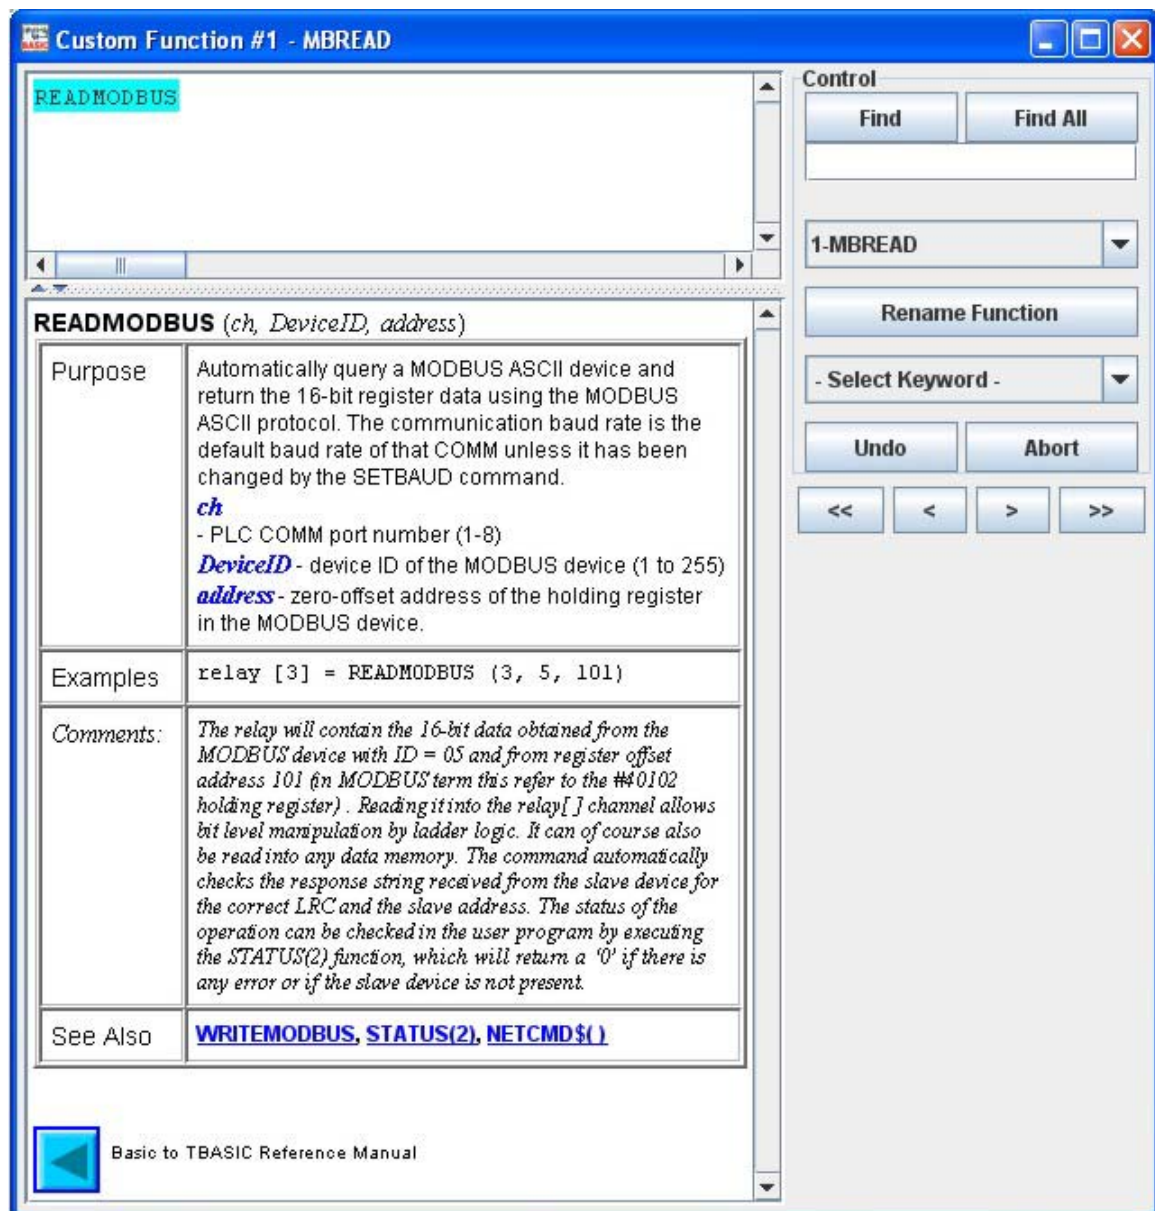 Custom Function #1 - MBREAD
READMODBUS
READMODBUS (ch, DeviceID, address)
Purpose
Automatically query a MODBUS ASCII device and
return the 16-bit register data using the MODBUS
ASCII protocol. The communication baud rate is the
default baud rate of that COMM unless it has been
changed by the SETBAUD command.
ch
- PLC COMM port number (1-8)
DeviceID - device ID of the MODBUS device (1 to 255)
address - zero-offset address of the holding register
in the MODBUS device.
Examples
relay [3] = READMODBUS (3, 5, 101)
Comments:
The relay will contain the 16-bit data obtained from the
MODBUS device with ID = 05 and from register offset
address 101 (in MODBUS term this refer to the #40102
holding register) . Reading it into the relay[ ] channel allows
bit level manipulation by ladder logic. It can of course also
be read into any data memory. The command automatically
checks the response string received from the slave device for
the correct LRC and the slave address. The status of the
operation can be checked in the user program by executing
the STATUS(2) function, which will return a '0' if there is
any error or if the slave device is not present.
See Also
WRITEMODBUS, STATUS(2), NETCMD$( )
Basic to TBASIC Reference Manual
Control
Find
Find All
1-MBREAD
Rename Function
- Select Keyword -
Undo
Abort
<<
<
>
>>